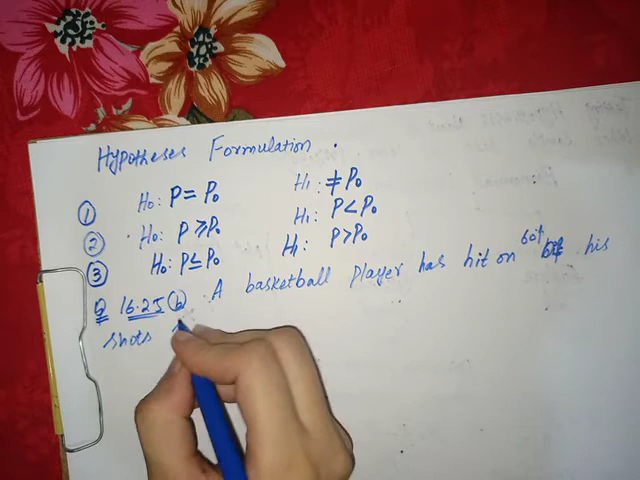 Hypotheses Formulation.
① H₀: P = P₀ H₁: ≠ P₀
② H₀: P ≥ P₀ H₁: P < P₀
③ H₀: P ≤ P₀ H₁: P > P₀
Q 16.25 (b) A basketball player has hit on 60% his
shots